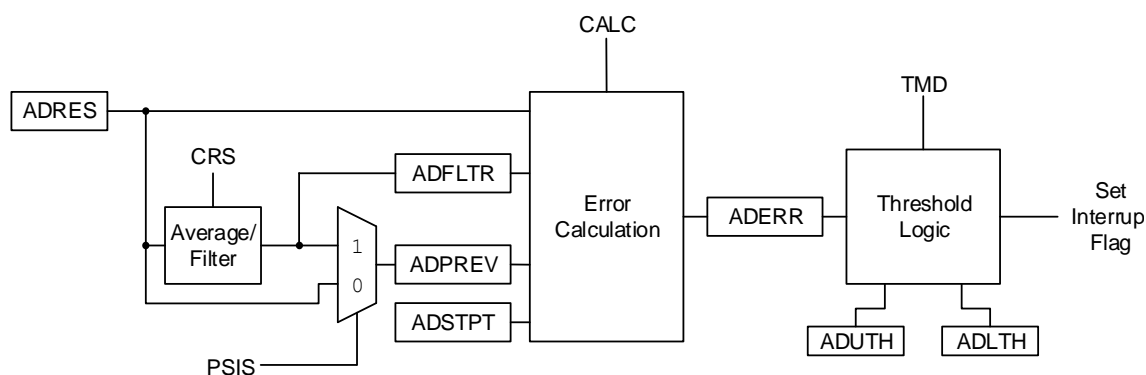 CALC
ADRES
TMD
CRS
ADFLTR
Average/
Filter
Error
Calculation
ADERR
Threshold
Logic
Set
Interrup
Flag
1
0
ADPREV
ADSTPT
PSIS
ADUTH
ADLTH